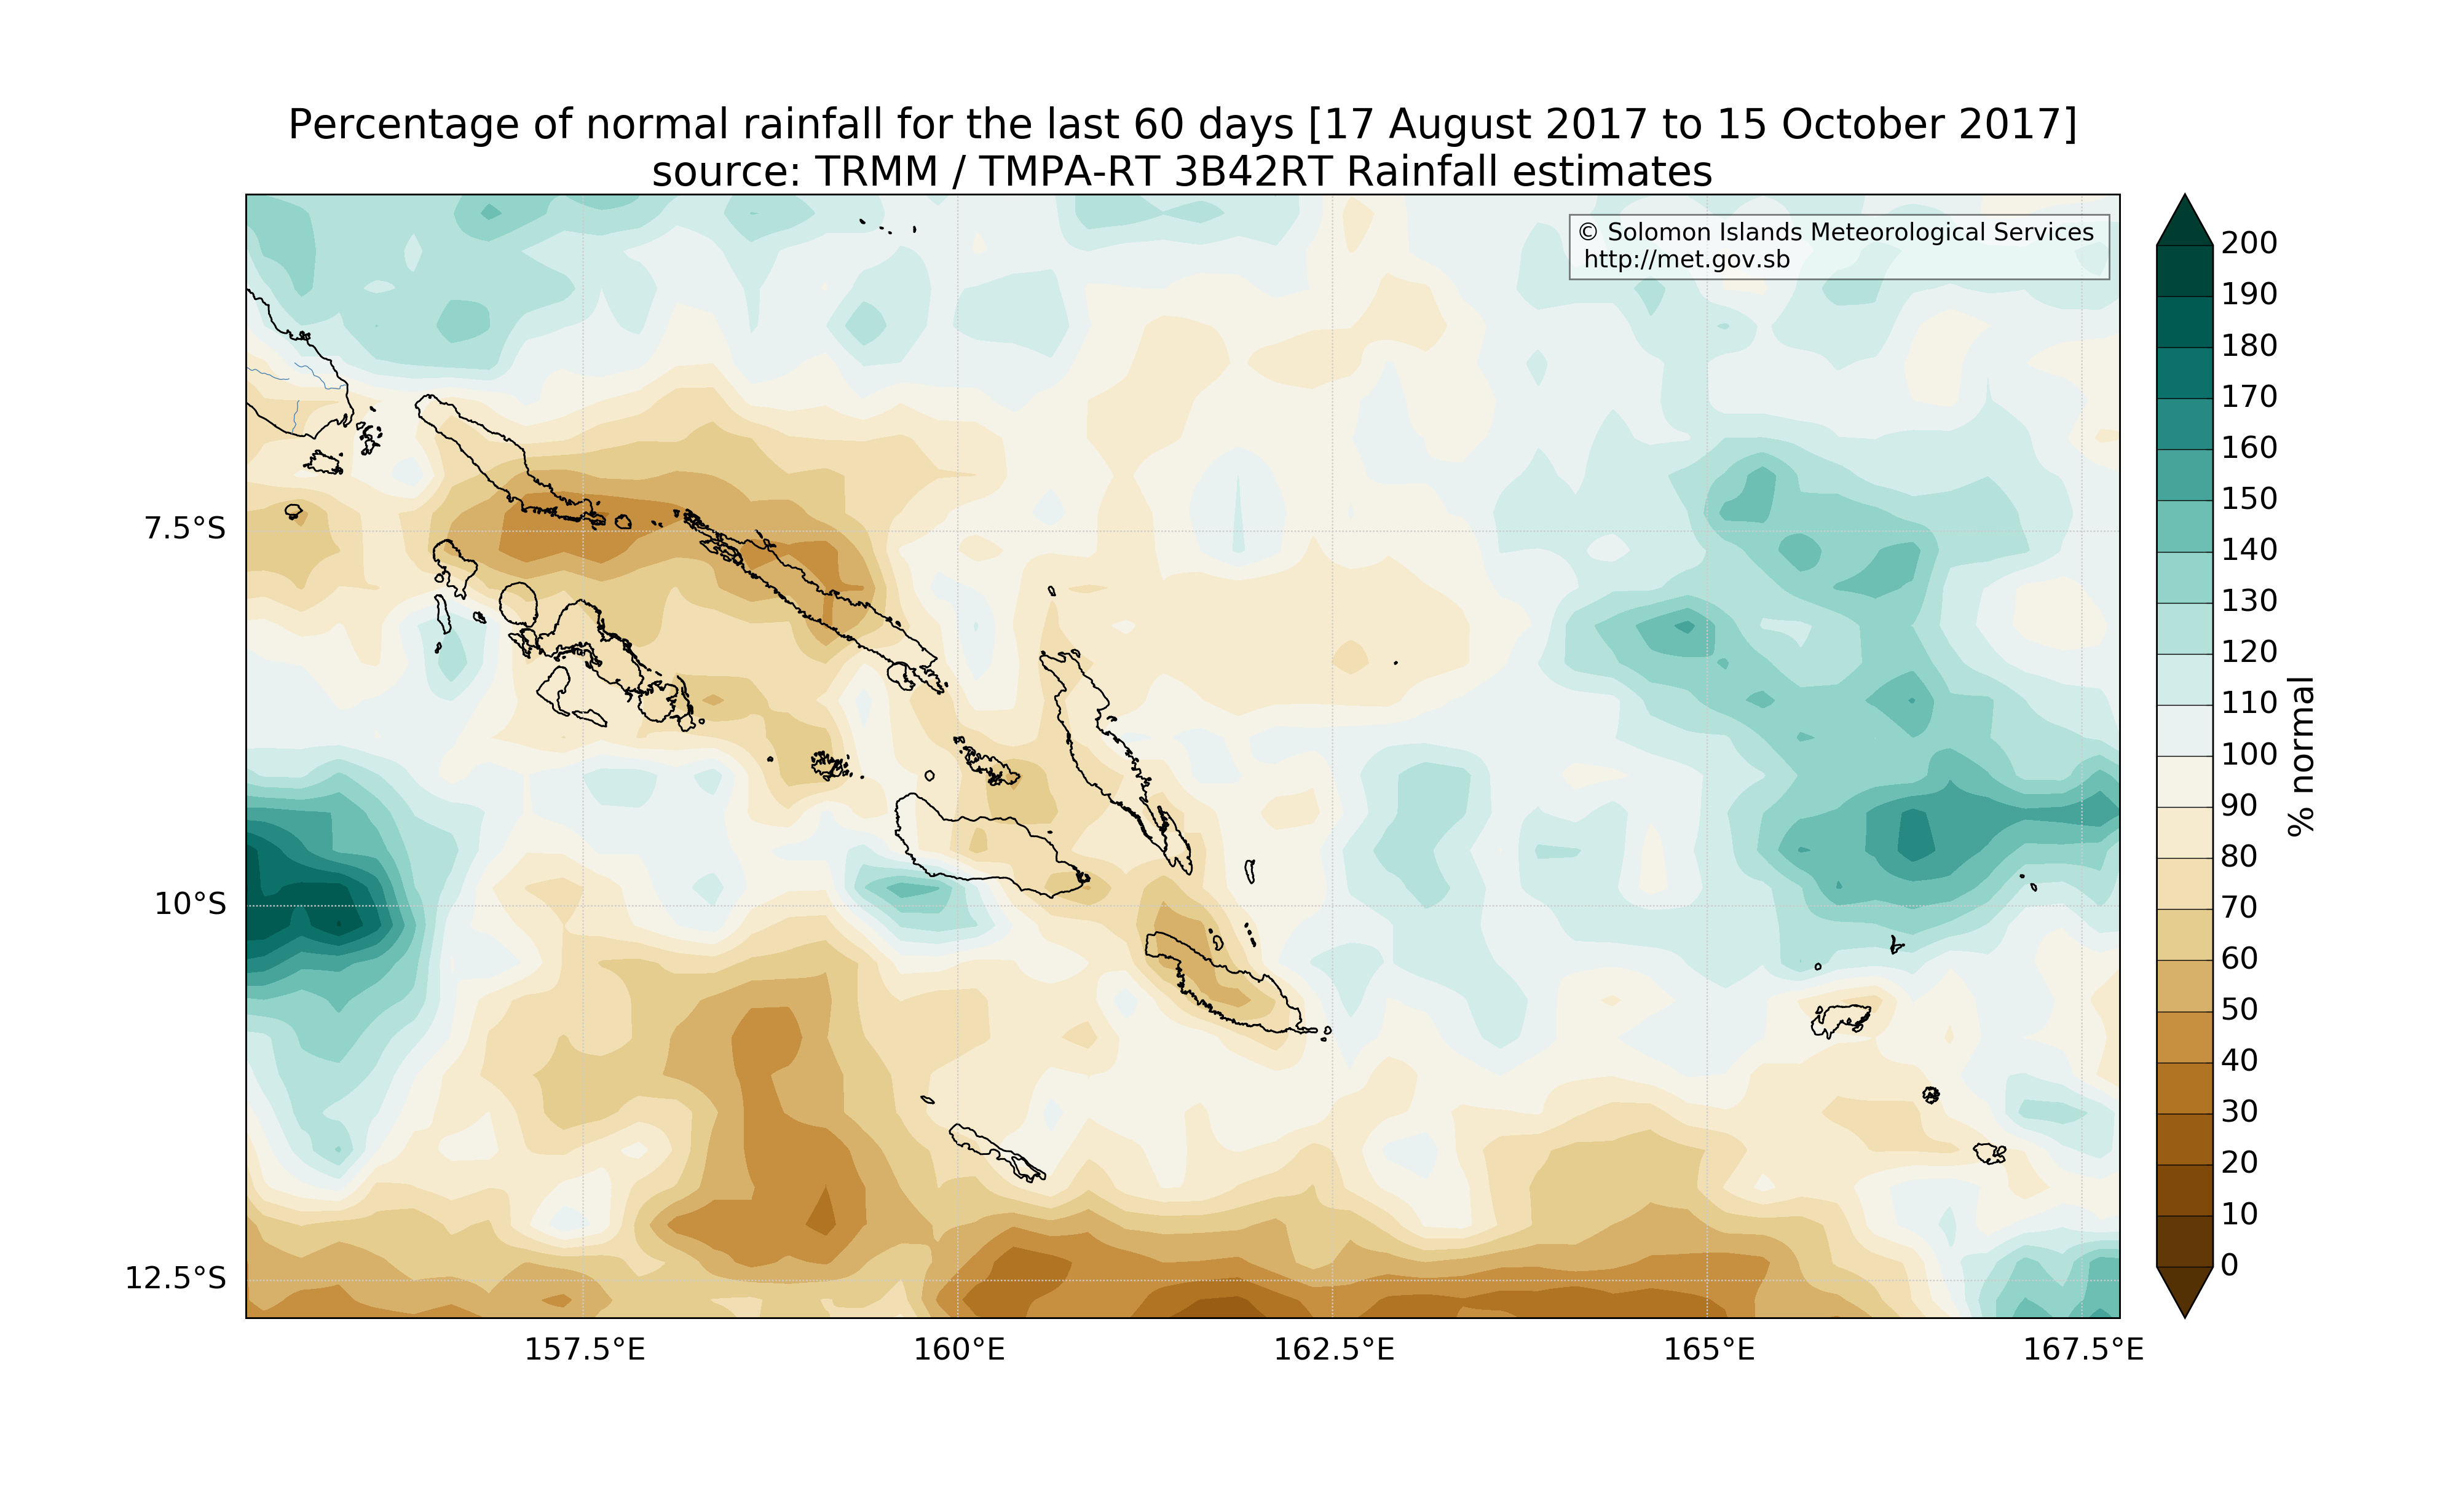 Percentage of normal rainfall for the last 60 days [17 August 2017 to 15 October 2017]
source: TRMM / TMPA-RT 3B42RT Rainfall estimates
© Solomon Islands Meteorological Services
http://met.gov.sb
7.5°S
10°S
12.5°S
157.5°E
160°E
162.5°E
165°E
167.5°E
200
190
180
170
160
150
140
130
120
110
100
90
80
70
60
50
40
30
20
10
0
% normal